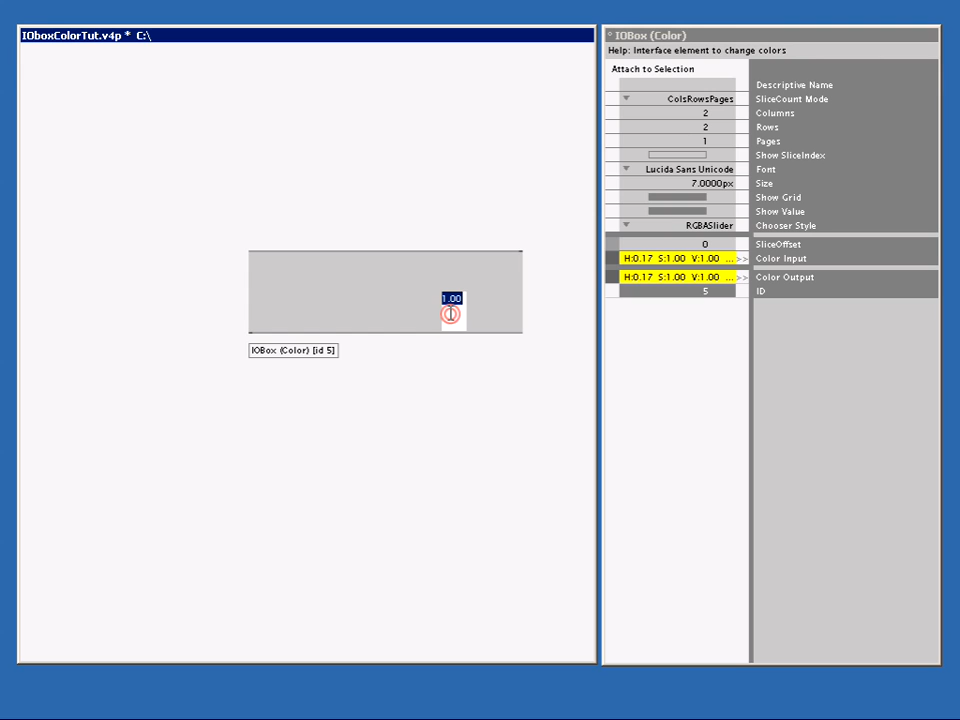 IOboxColorTut.v4p * C:\
° IOBox (Color)
Help: Interface element to change colors
Attach to Selection
Descriptive Name
ColsRowsPages SliceCount Mode
2 Columns
2 Rows
1 Pages
Show SliceIndex
Lucida Sans Unicode Font
7.0000px Size
Show Grid
Show Value
RGBASlider Chooser Style
0 SliceOffset
H:0.17 S:1.00 V:1.00 ... >> Color Input
H:0.17 S:1.00 V:1.00 ... >> Color Output
5 ID
1.00
IOBox (Color) [id 5]